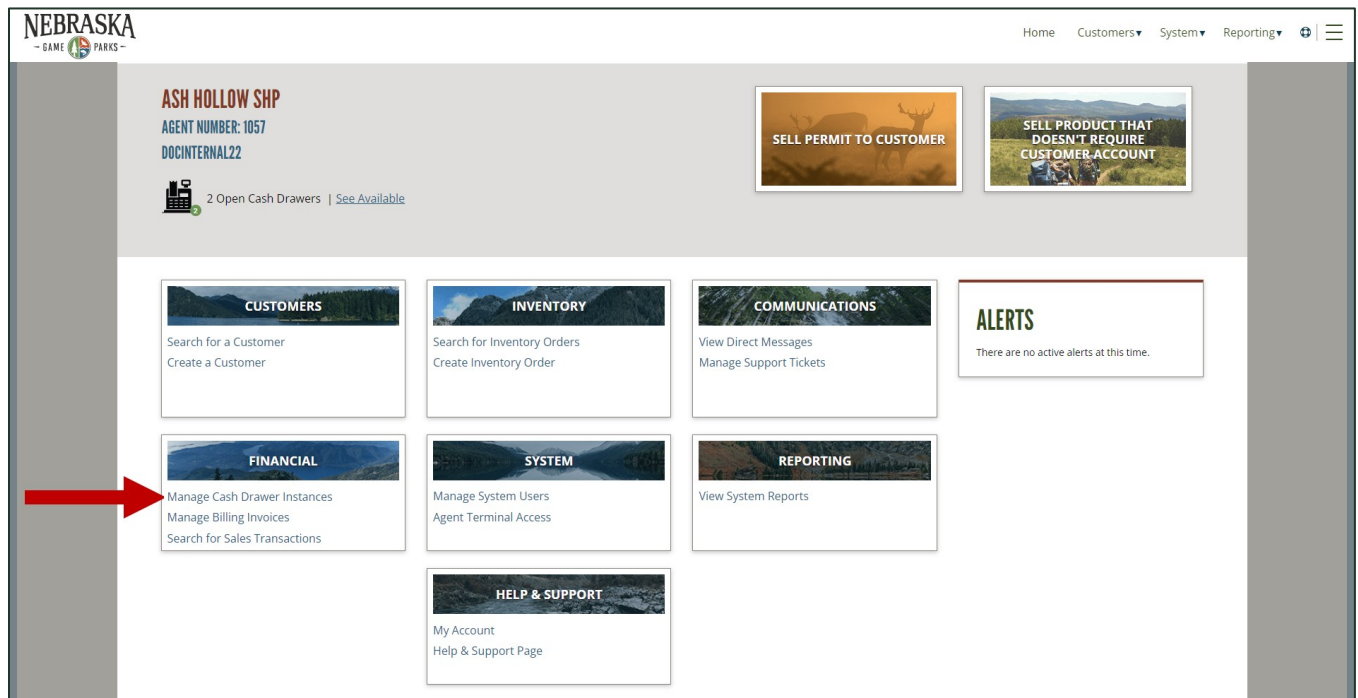 NEBRASKA
- GAME PARKS -
Home Customers▾ System▾ Reporting▾
ASH HOLLOW SHP
AGENT NUMBER: 1057
DOCINTERNAL22
2
2 Open Cash Drawers | See Available
SELL PERMIT TO CUSTOMER
SELL PRODUCT THAT
DOESN'T REQUIRE
CUSTOMER ACCOUNT
CUSTOMERS
Search for a Customer
Create a Customer
INVENTORY
Search for Inventory Orders
Create Inventory Order
COMMUNICATIONS
View Direct Messages
Manage Support Tickets
ALERTS
There are no active alerts at this time.
FINANCIAL
Manage Cash Drawer Instances
Manage Billing Invoices
Search for Sales Transactions
SYSTEM
Manage System Users
Agent Terminal Access
REPORTING
View System Reports
HELP & SUPPORT
My Account
Help & Support Page